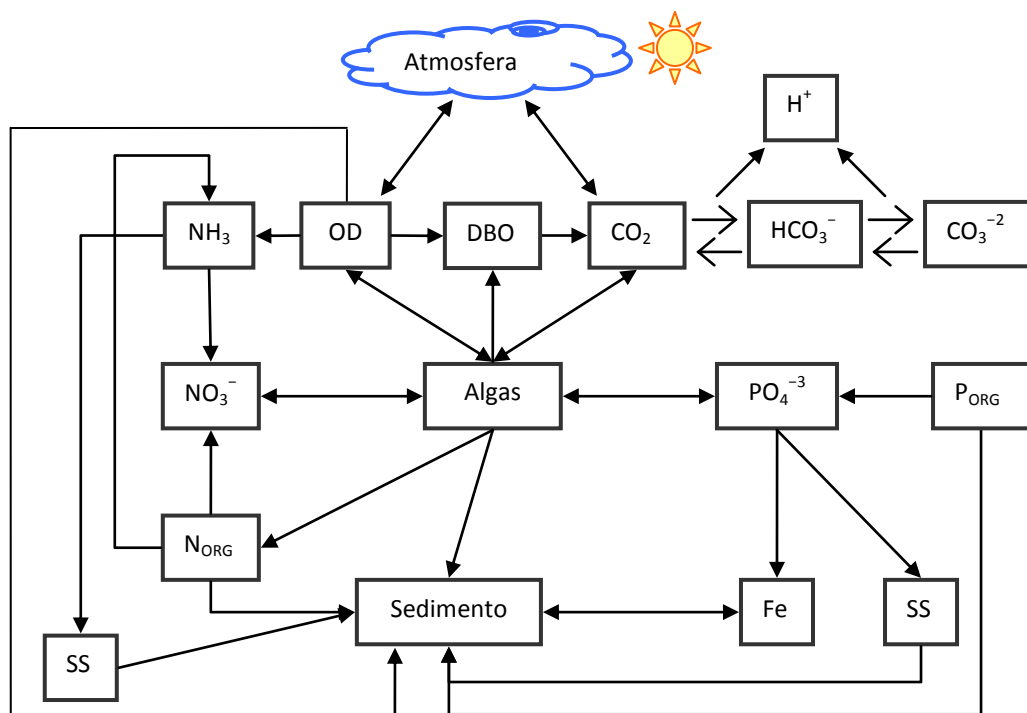 Atmosfera
H⁺
NH₃
OD
DBO
CO₂
HCO₃⁻
CO₃⁻²
NO₃⁻
Algas
PO₄⁻³
P_ORG
N_ORG
Sedimento
Fe
SS
SS